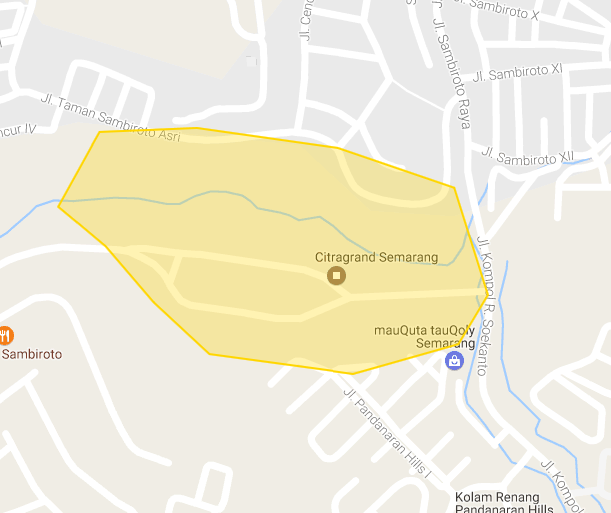 Jl. Cend
Jl. Sambiroto X
Jl. Sambiroto Raya
Jl. Sambiroto XI
Jl. Taman Sambiroto Asri
ncur IV
Jl. Sambiroto XII
Citragrand Semarang
Jl. Kompol R. Soekanto
mauQuta tauQoly
Semarang
Sambiroto
Jl. Pandanaran Hills I
Jl. Kompol
Kolam Renang
Pandanaran Hills